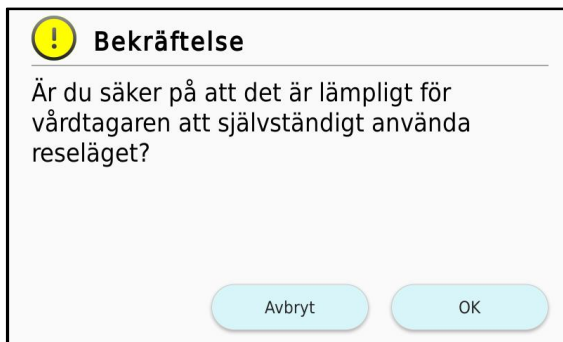 Bekräftelse
Är du säker på att det är lämpligt för
vårdtagaren att självständigt använda
reseläget?
Avbryt
OK